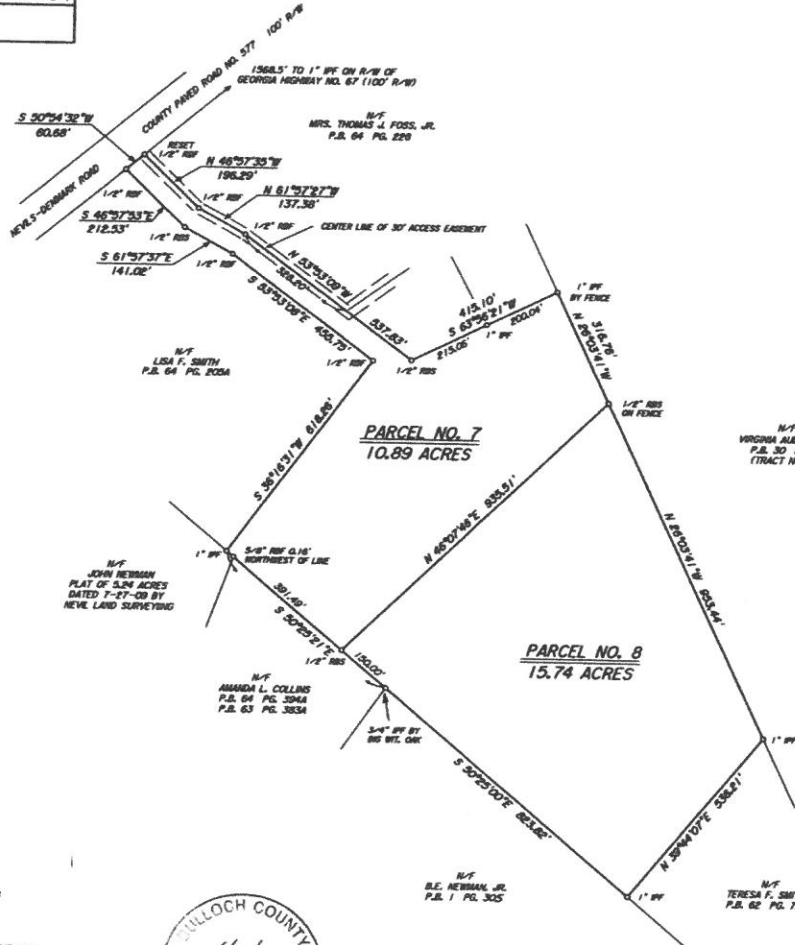 COUNTY PAVED ROAD NO. 577 100' R/W
1568.5' TO 1" IPF ON R/W OF
GEORGIA HIGHWAY NO. 67 (100' R/W)
S 50°54'32"W
60.68'
N/F
MRS. THOMAS J. FOSS, JR.
P.B. 64 PG. 226
RESET
1/2" RBF
N 46°57'35"W
196.29'
NEVILS-DENMARK ROAD
1/2" RBF
N 61°57'27"W
137.38'
S 46°57'53"E
212.53'
1/2" RBF
1/2" RBS
1/2" RBF
CENTER LINE OF 30' ACCESS EASEMENT
S 61°57'37"E
141.02'
1/2" RBF
N 53°53'09"W
328.20'
537.83'
S 53°53'06"E 455.75'
415.10'
S 63°56'21"W
215.06'
200.04'
1" IPF
1" IPF
BY FENCE
316.76'
N 26°03'41"W
N/F
LISA F. SMITH
P.B. 64 PG. 205A
1/2" RBF
1/2" RBS
1/2" RBS
ON FENCE
PARCEL NO. 7
10.89 ACRES
N/F
VIRGINIA
P.B. 30
(TRACT
S 36°16'31"W 618.26'
N 46°07'46"E 935.51'
N 26°03'41"W 953.44'
1" IPF
5/8" RBF 0.16'
NORTHWEST OF LINE
N/F
JOHN NEWMAN
PLAT OF 5.24 ACRES
DATED 7-27-09 BY
NEVIL LAND SURVEYING
391.49'
S 50°25'21"E
1/2" RBS
150.00'
PARCEL NO. 8
15.74 ACRES
N/F
AMANDA L. COLLINS
P.B. 64 PG. 394A
P.B. 63 PG. 383A
3/4" IPF BY
BIG WT. OAK
1" IPF
S 50°25'00"E 823.62'
N 39°44'07"E 538.21'
N/F
B.E. NEWMAN, JR.
P.B. 1 PG. 305
1" IPF
N/F
TERESA F.
P.B. 62 PG.
BULLOCH COUNTY